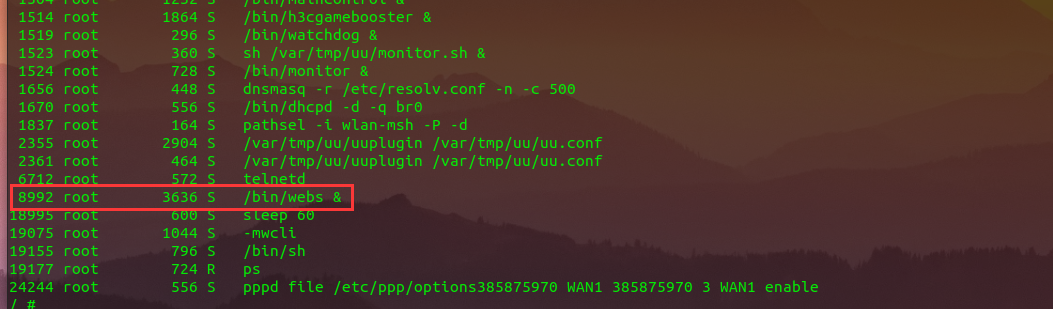 1514 root 1864 S /bin/h3cgamebooster &
1519 root 296 S /bin/watchdog &
1523 root 360 S sh /var/tmp/uu/monitor.sh &
1524 root 728 S /bin/monitor &
1656 root 448 S dnsmasq -r /etc/resolv.conf -n -c 500
1670 root 556 S /bin/dhcpd -d -q br0
1837 root 164 S pathsel -i wlan-msh -P -d
2355 root 2904 S /var/tmp/uu/uuplugin /var/tmp/uu/uu.conf
2361 root 464 S /var/tmp/uu/uuplugin /var/tmp/uu/uu.conf
6712 root 572 S telnetd
8992 root 3636 S /bin/webs &
18995 root 600 S sleep 60
19075 root 1044 S -mwcli
19155 root 796 S /bin/sh
19177 root 724 R ps
24244 root 556 S pppd file /etc/ppp/options385875970 WAN1 385875970 3 WAN1 enable
/ #